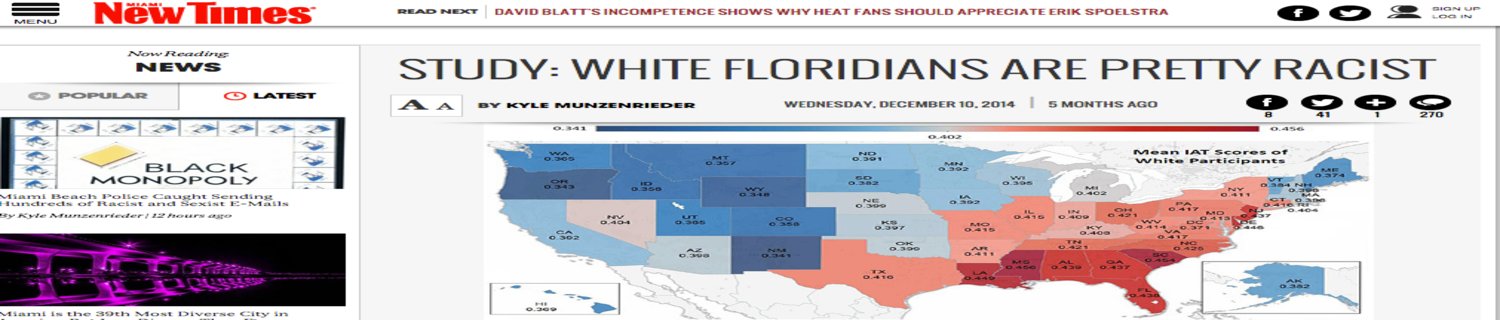 MENU
MIAMI
New Times
READ NEXT
DAVID BLATT'S INCOMPETENCE SHOWS WHY HEAT FANS SHOULD APPRECIATE ERIK SPOELSTRA
SIGN UP
LOG IN
Now Reading:
NEWS
POPULAR
LATEST
BLACK
MONOPOLY
Miami Beach Police Caught Sending
Hundreds of Racist and Sexist E-Mails
By Kyle Munzenrieder | 12 hours ago
Miami is the 39th Most Diverse City in
STUDY: WHITE FLORIDIANS ARE PRETTY RACIST
A A
BY KYLE MUNZENRIEDER
WEDNESDAY, DECEMBER 10, 2014
5 MONTHS AGO
8
41
1
270
0.341
0.402
0.456
Mean IAT Scores of
White Participants
WA
0.365
OR
0.343
CA
0.382
NV
0.404
ID
0.358
MT
0.357
WY
0.348
UT
0.365
CO
0.358
AZ
0.398
NM
0.341
ND
0.391
SD
0.382
NE
0.399
KS
0.397
OK
0.399
TX
0.416
MN
0.392
IA
0.392
MO
0.415
AR
0.411
LA
0.449
WI
0.395
IL
0.415
MI
0.402
IN
0.409
OH
0.421
KY
0.408
TN
0.421
MS
0.456
AL
0.439
GA
0.437
FL
0.438
SC
0.454
NC
0.425
VA
0.417
WV
0.414
DC
0.371
MD
0.413
DE
0.446
PA
0.417
NJ
0.437
NY
0.411
CT
0.416
RI
0.404
MA
VT
0.384
NH
ME
0.374
AK
0.382
HI
0.369